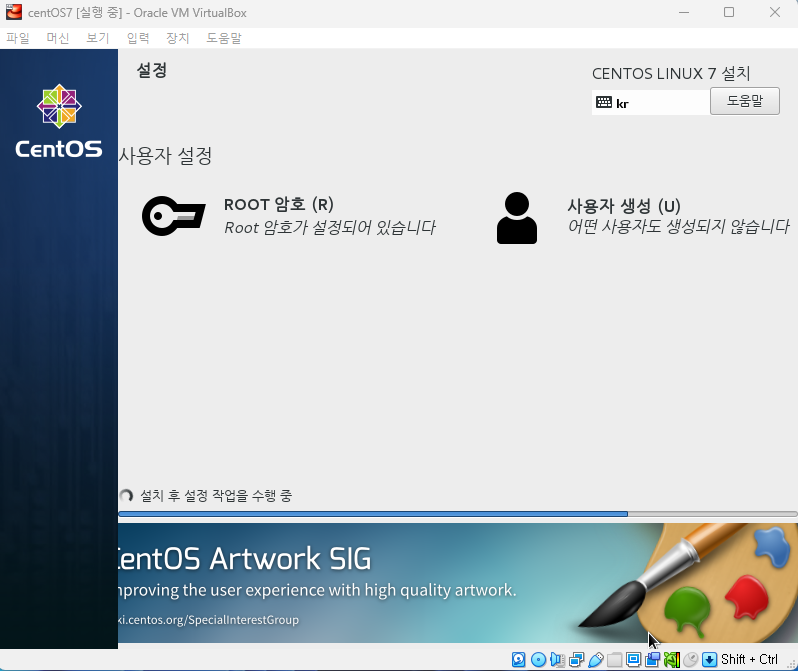 centOS7 [실행 중] - Oracle VM VirtualBox
파일 머신 보기 입력 장치 도움말
CentOS
설정
CENTOS LINUX 7 설치
kr
도움말
사용자 설정
ROOT 암호 (R)
Root 암호가 설정되어 있습니다
사용자 생성 (U)
어떤 사용자도 생성되지 않습니다
설치 후 설정 작업을 수행 중
CentOS Artwork SIG
mproving the user experience with high quality artwork.
ki.centos.org/SpecialInterestGroup
Shift + Ctrl